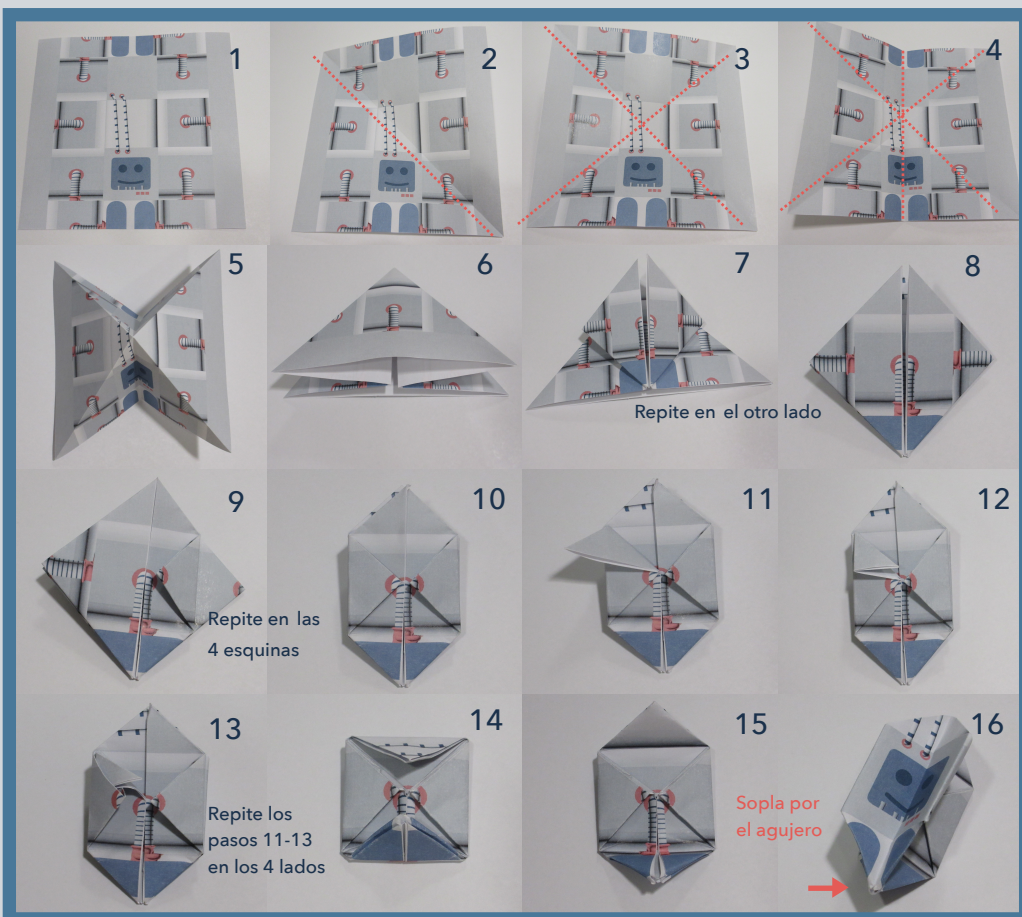 1
2
3
4
5
6
7
8
Repite en el otro lado
9
10
11
12
Repite en las
4 esquinas
13
14
15
16
Repite los
pasos 11-13
en los 4 lados
Sopla por
el agujero